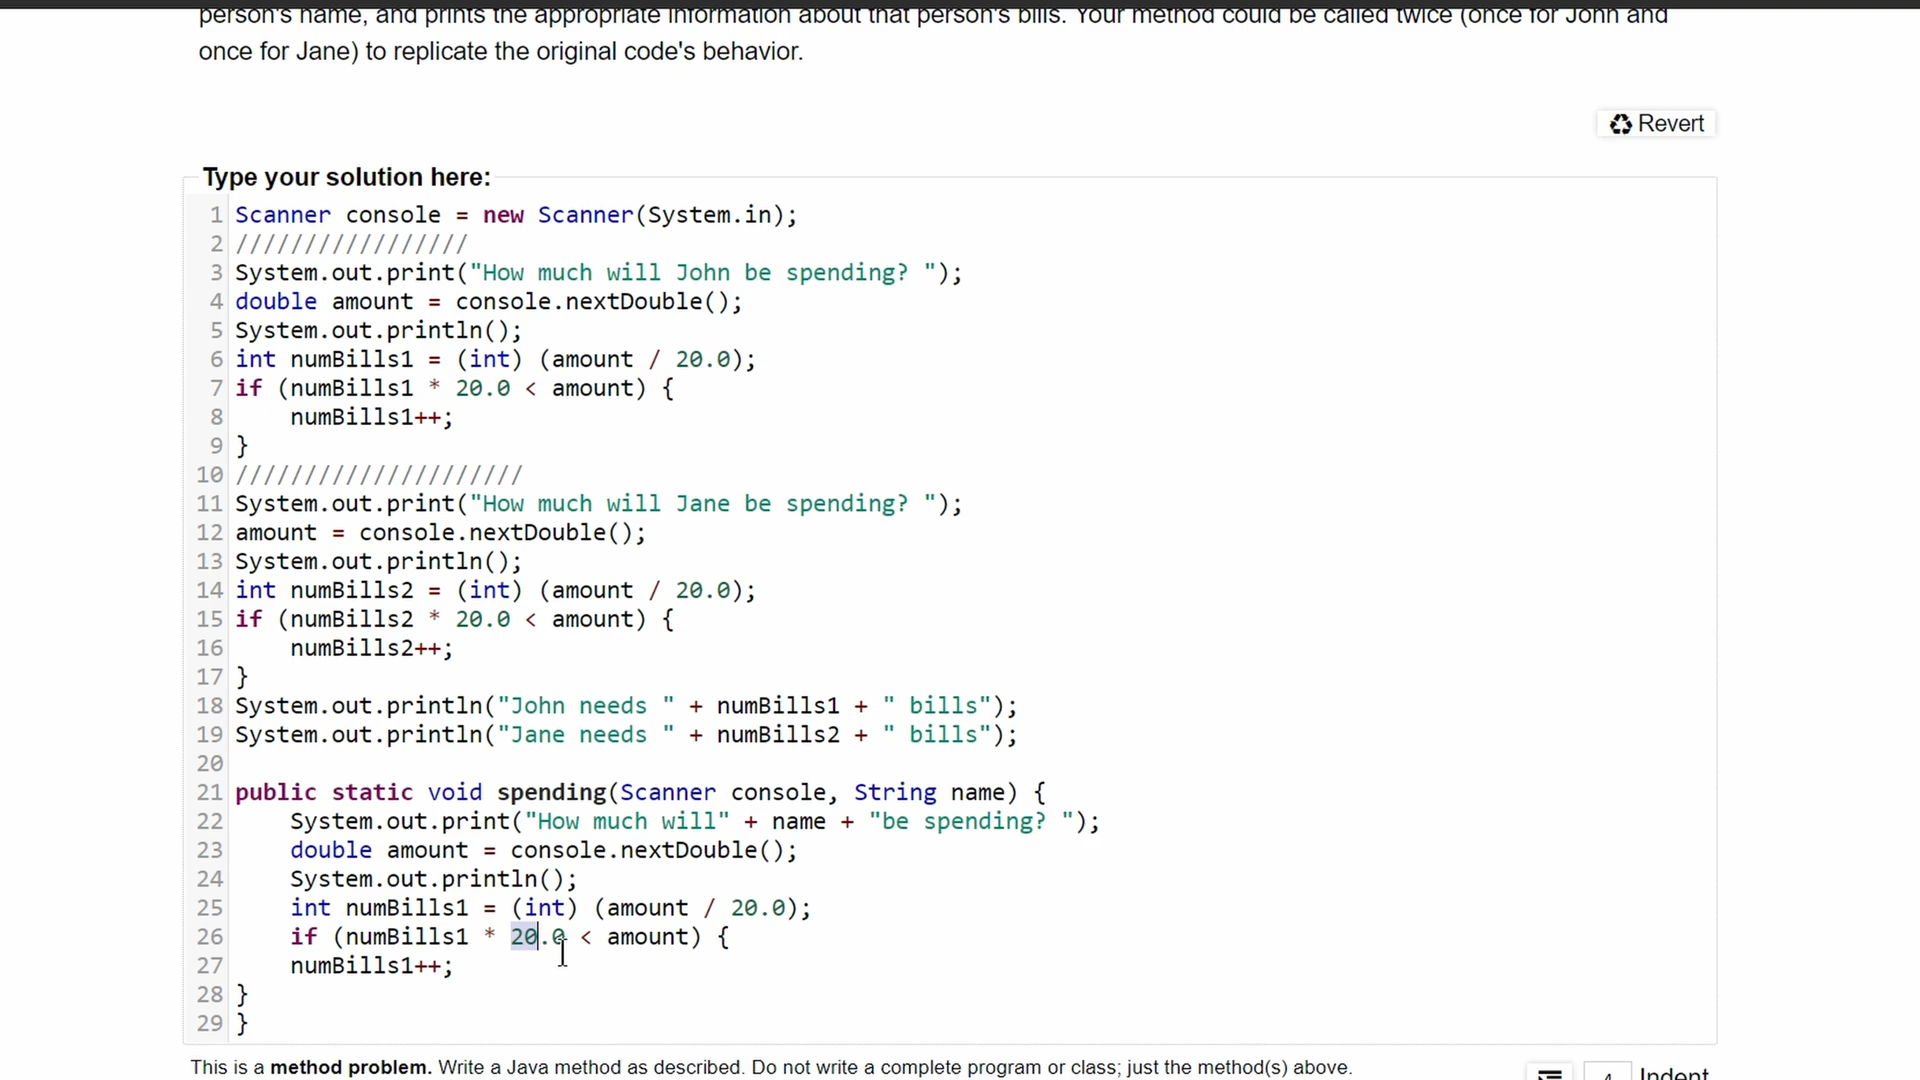 person's name, and prints the appropriate information about that person's bills. Your method could be called twice (once for John and
once for Jane) to replicate the original code's behavior.
Revert
Type your solution here:
1 Scanner console = new Scanner(System.in);
2 /////////////////
3 System.out.print("How much will John be spending? ");
4 double amount = console.nextDouble();
5 System.out.println();
6 int numBills1 = (int) (amount / 20.0);
7 if (numBills1 * 20.0 < amount) {
8     numBills1++;
9 }
10 /////////////////////
11 System.out.print("How much will Jane be spending? ");
12 amount = console.nextDouble();
13 System.out.println();
14 int numBills2 = (int) (amount / 20.0);
15 if (numBills2 * 20.0 < amount) {
16     numBills2++;
17 }
18 System.out.println("John needs " + numBills1 + " bills");
19 System.out.println("Jane needs " + numBills2 + " bills");
20
21 public static void spending(Scanner console, String name) {
22     System.out.print("How much will" + name + "be spending? ");
23     double amount = console.nextDouble();
24     System.out.println();
25     int numBills1 = (int) (amount / 20.0);
26     if (numBills1 * 20.0 < amount) {
27     numBills1++;
28 }
29 }
This is a method problem. Write a Java method as described. Do not write a complete program or class; just the method(s) above.
4 Indent